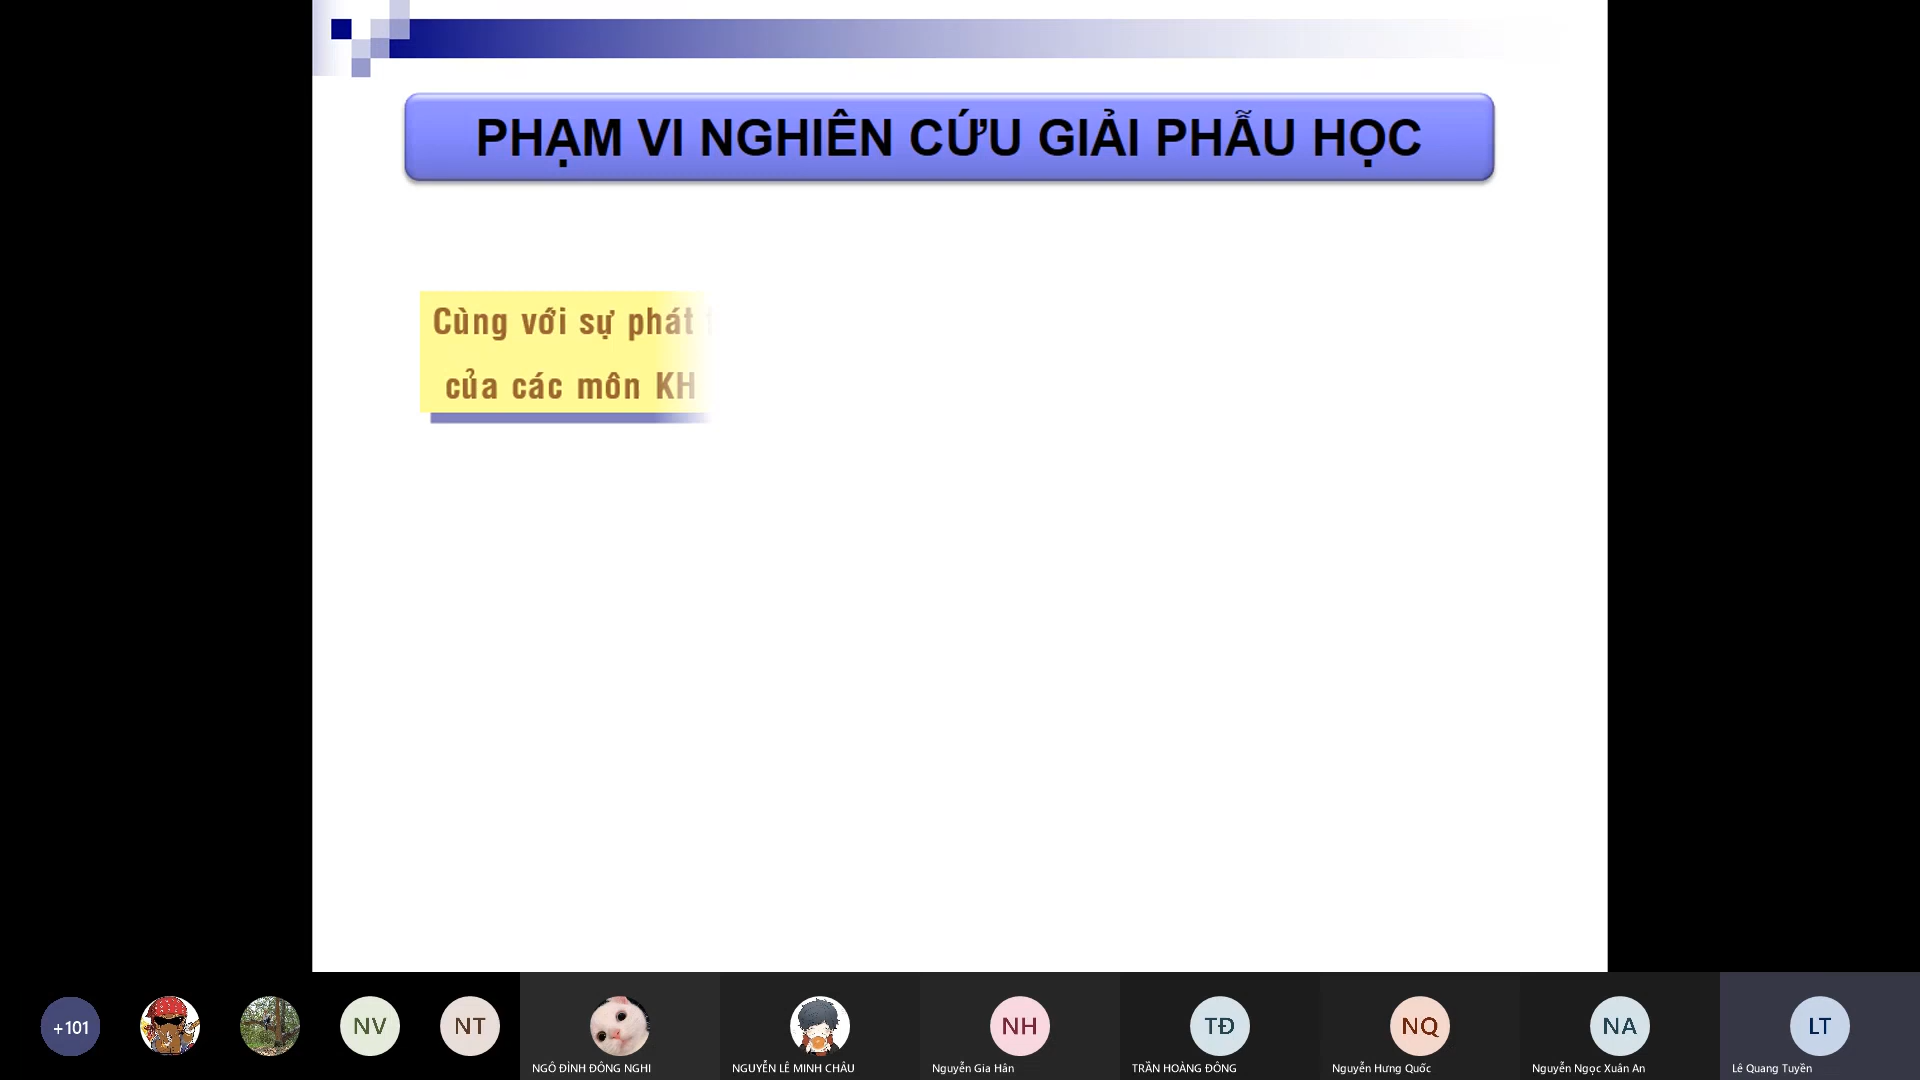 PHẠM VI NGHIÊN CỨU GIẢI PHẪU HỌC
Cùng với sự phát
của các môn KH
+101
NV
NT
NH
TĐ
NQ
NA
LT
NGÔ ĐÌNH ĐÔNG NGHI
NGUYỄN LÊ MINH CHÂU
Nguyễn Gia Hân
TRẦN HOÀNG ĐÔNG
Nguyễn Hưng Quốc
Nguyễn Ngọc Xuân An
Lê Quang Tuyền